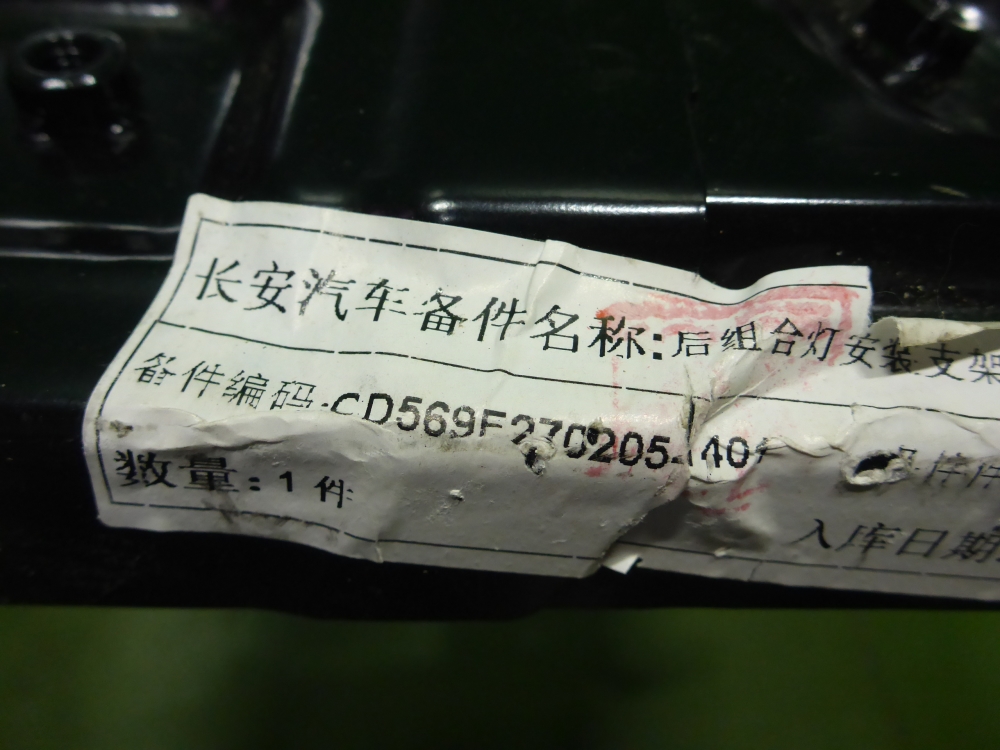 长安汽车备件名称:后组合灯安装支架
备件编码:CD569F270205-140
数量:1件
入库日期